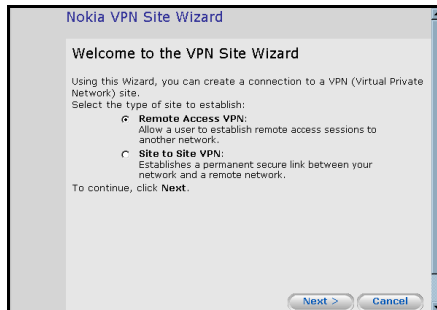 Nokia VPN Site Wizard
Welcome to the VPN Site Wizard
Using this Wizard, you can create a connection to a VPN (Virtual Private
Network) site.
Select the type of site to establish:
Remote Access VPN:
Allow a user to establish remote access sessions to
another network.
Site to Site VPN:
Establishes a permanent secure link between your
network and a remote network.
To continue, click Next.
Next > Cancel